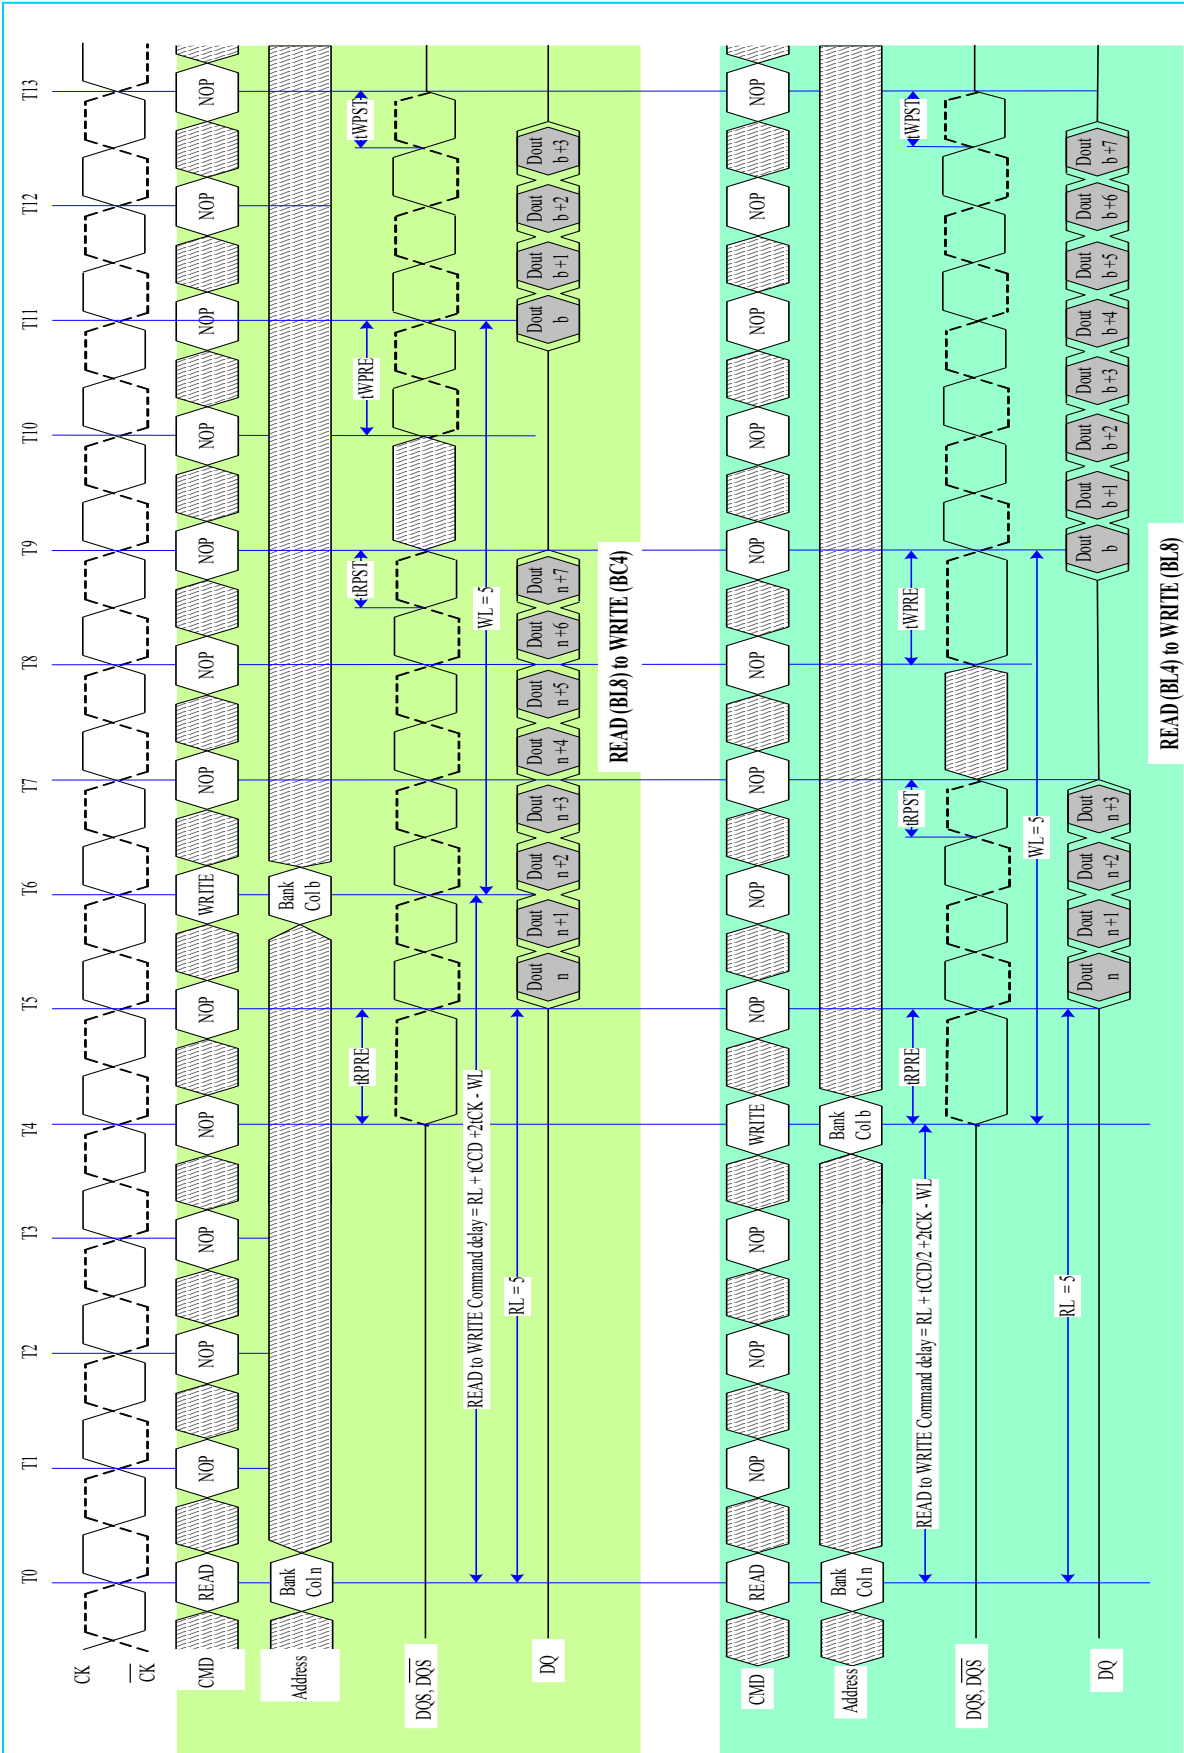 T0 T1 T2 T3 T4 T5 T6 T7 T8 T9 T10 T11 T12 T13
CK
CK
CMD READ NOP NOP NOP NOP NOP WRITE NOP NOP NOP NOP NOP NOP NOP
Address Bank Bank
Col n Col b
tRPRE tRPST tWPRE tWPST
DQS, DQS
READ to WRITE Command delay = RL + tCCD +2tCK - WL WL = 5
RL = 5
DQ Dout Dout Dout Dout Dout Dout Dout Dout Dout Dout Dout Dout
n n+1 n+2 n+3 n+4 n+5 n+6 n+7 b b+1 b+2 b+3
READ (BL8) to WRITE (BC4)
CMD READ NOP NOP NOP WRITE NOP NOP NOP NOP NOP NOP NOP NOP NOP
Address Bank Bank
Col n Col b
tRPRE tRPST tWPRE tWPST
READ to WRITE Command delay = RL + tCCD/2 +2tCK - WL
DQS, DQS
WL = 5
RL = 5
DQ Dout Dout Dout Dout Dout Dout Dout Dout Dout Dout Dout Dout
n n+1 n+2 n+3 b b+1 b+2 b+3 b+4 b+5 b+6 b+7
READ (BL4) to WRITE (BL8)